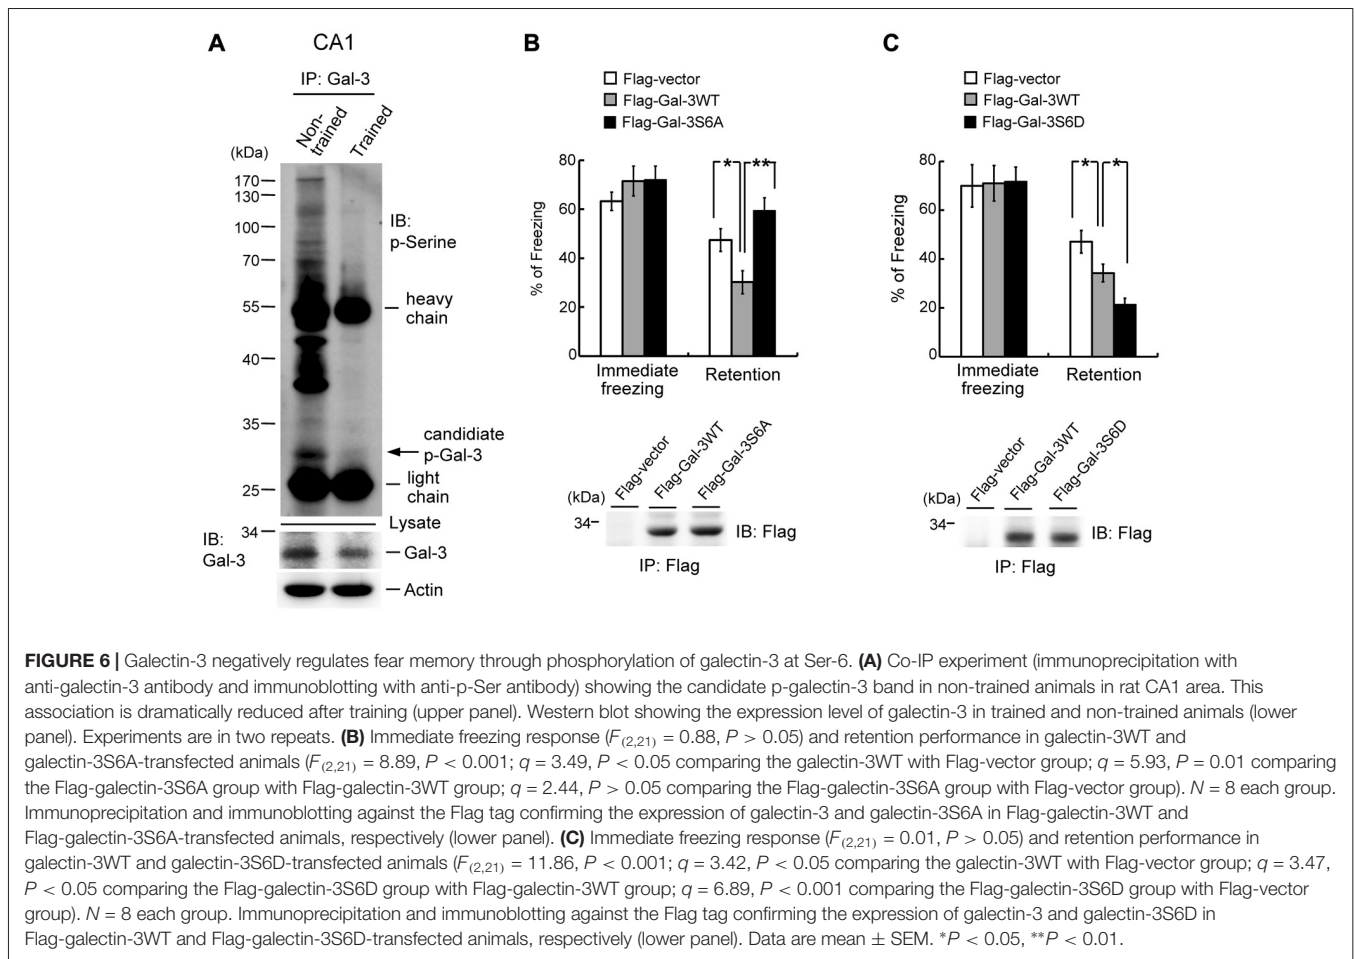 A
CA1
IP: Gal-3
Non-
trained
Trained
(kDa)
170
130
100
70
55
40
35
25
IB:
p-Serine
heavy
chain
candidiate
p-Gal-3
light
chain
Lysate
34
IB:
Gal-3
Gal-3
Actin
B
Flag-vector
Flag-Gal-3WT
Flag-Gal-3S6A
% of Freezing
80
60
40
20
0
* **
Immediate
freezing
Retention
Flag-vector
Flag-Gal-3WT
Flag-Gal-3S6A
(kDa)
34
IB: Flag
IP: Flag
C
Flag-vector
Flag-Gal-3WT
Flag-Gal-3S6D
% of Freezing
80
60
40
20
0
* *
Immediate
freezing
Retention
Flag-vector
Flag-Gal-3WT
Flag-Gal-3S6D
(kDa)
34
IB: Flag
IP: Flag
FIGURE 6 | Galectin-3 negatively regulates fear memory through phosphorylation of galectin-3 at Ser-6. (A) Co-IP experiment (immunoprecipitation with
anti-galectin-3 antibody and immunoblotting with anti-p-Ser antibody) showing the candidate p-galectin-3 band in non-trained animals in rat CA1 area. This
association is dramatically reduced after training (upper panel). Western blot showing the expression level of galectin-3 in trained and non-trained animals (lower
panel). Experiments are in two repeats. (B) Immediate freezing response (F(2,21) = 0.88, P > 0.05) and retention performance in galectin-3WT and
galectin-3S6A-transfected animals (F(2,21) = 8.89, P < 0.001; q = 3.49, P < 0.05 comparing the galectin-3WT with Flag-vector group; q = 5.93, P = 0.01 comparing
the Flag-galectin-3S6A group with Flag-galectin-3WT group; q = 2.44, P > 0.05 comparing the Flag-galectin-3S6A group with Flag-vector group). N = 8 each group.
Immunoprecipitation and immunoblotting against the Flag tag confirming the expression of galectin-3 and galectin-3S6A in Flag-galectin-3WT and
Flag-galectin-3S6A-transfected animals, respectively (lower panel). (C) Immediate freezing response (F(2,21) = 0.01, P > 0.05) and retention performance in
galectin-3WT and galectin-3S6D-transfected animals (F(2,21) = 11.86, P < 0.001; q = 3.42, P < 0.05 comparing the galectin-3WT with Flag-vector group; q = 3.47,
P < 0.05 comparing the Flag-galectin-3S6D group with Flag-galectin-3WT group; q = 6.89, P < 0.001 comparing the Flag-galectin-3S6D group with Flag-vector
group). N = 8 each group. Immunoprecipitation and immunoblotting against the Flag tag confirming the expression of galectin-3 and galectin-3S6D in
Flag-galectin-3WT and Flag-galectin-3S6D-transfected animals, respectively (lower panel). Data are mean ± SEM. *P < 0.05, **P < 0.01.